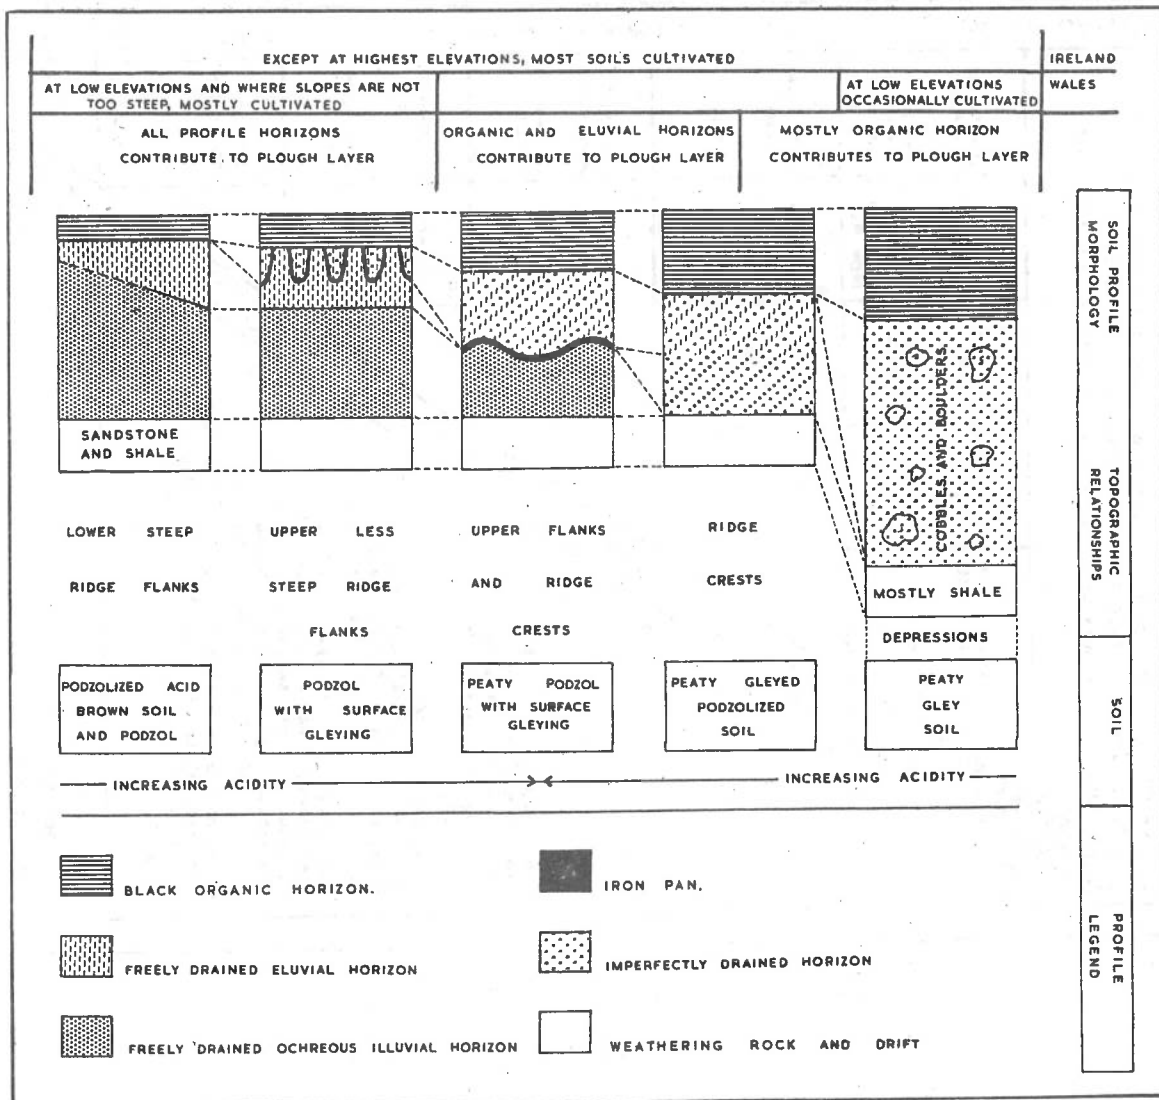 EXCEPT AT HIGHEST ELEVATIONS, MOST SOILS CULTIVATED
IRELAND
AT LOW ELEVATIONS AND WHERE SLOPES ARE NOT
TOO STEEP, MOSTLY CULTIVATED
AT LOW ELEVATIONS
OCCASIONALLY CULTIVATED
WALES
ALL PROFILE HORIZONS
CONTRIBUTE TO PLOUGH LAYER
ORGANIC AND ELUVIAL HORIZONS
CONTRIBUTE TO PLOUGH LAYER
MOSTLY ORGANIC HORIZON
CONTRIBUTES TO PLOUGH LAYER
SOIL PROFILE
MORPHOLOGY
SANDSTONE
AND SHALE
COBBLES AND BOULDERS
MOSTLY SHALE
TOPOGRAPHIC
RELATIONSHIPS
LOWER STEEP
RIDGE FLANKS
UPPER LESS
STEEP RIDGE
FLANKS
UPPER FLANKS
AND RIDGE
CRESTS
RIDGE
CRESTS
DEPRESSIONS
PODZOLIZED ACID
BROWN SOIL
AND PODZOL
PODZOL
WITH SURFACE
GLEYING
PEATY PODZOL
WITH SURFACE
GLEYING
PEATY GLEYED
PODZOLIZED
SOIL
PEATY
GLEY
SOIL
SOIL
INCREASING ACIDITY
INCREASING ACIDITY
BLACK ORGANIC HORIZON.
IRON PAN.
FREELY DRAINED ELUVIAL HORIZON
IMPERFECTLY DRAINED HORIZON
FREELY DRAINED OCHREOUS ILLUVIAL HORIZON
WEATHERING ROCK AND DRIFT
PROFILE
LEGEND